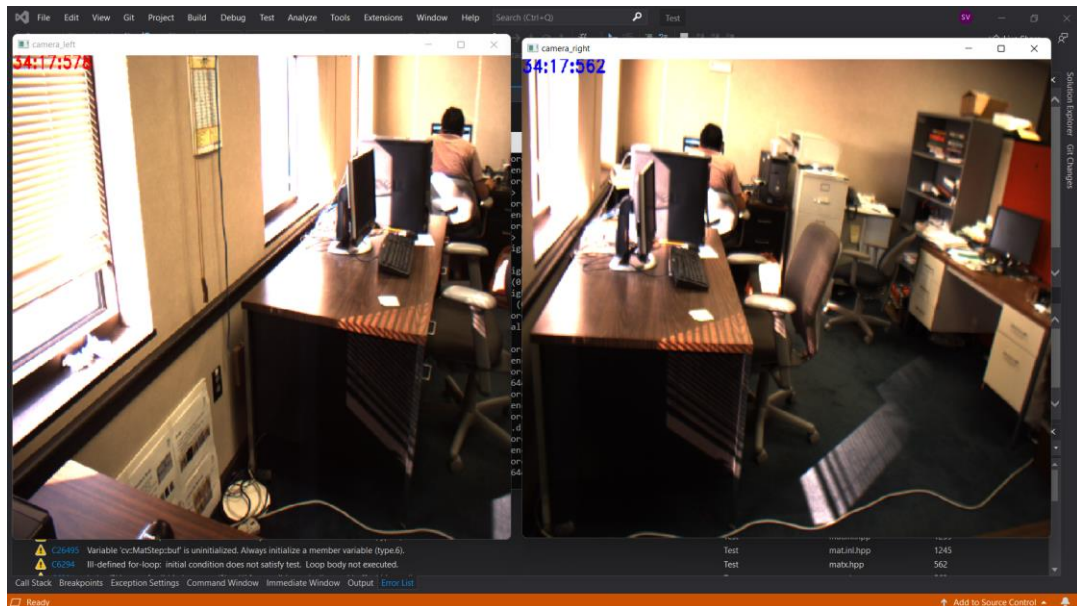 File Edit View Git Project Build Debug Test Analyze Tools Extensions Window Help Search (Ctrl+Q) Test SV
camera_left
camera_right
34:17:578
34:17:562
Solution Explorer
Git Changes
C26495 Variable 'cv::MatStep::buf' is uninitialized. Always initialize a member variable (type.6). Test mat.inl.hpp 1245
C6294 Ill-defined for-loop: initial condition does not satisfy test. Loop body not executed. Test matx.hpp 562
Call Stack Breakpoints Exception Settings Command Window Immediate Window Output Error List
Ready Add to Source Control